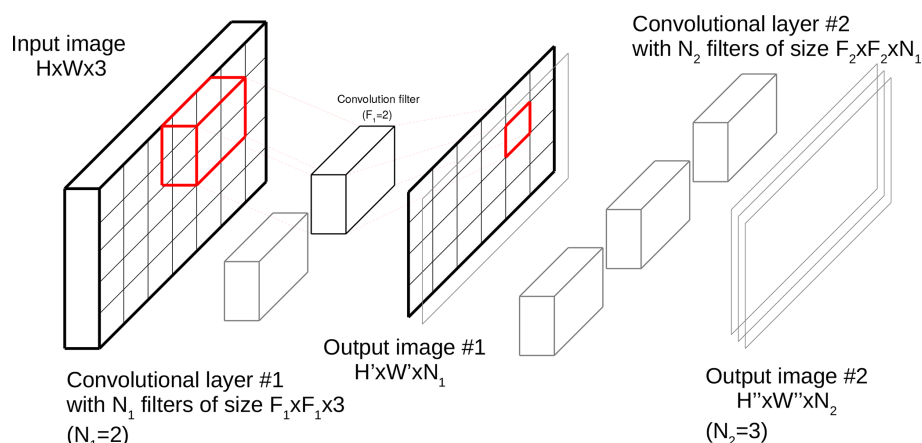 Input image
HxWx3
Convolution filter
(F₁=2)
Convolutional layer #2
with N₂ filters of size F₂xF₂xN₁
Output image #1
H'xW'xN₁
Convolutional layer #1
with N₁ filters of size F₁xF₁x3
(N₁=2)
Output image #2
H''xW''xN₂
(N₂=3)